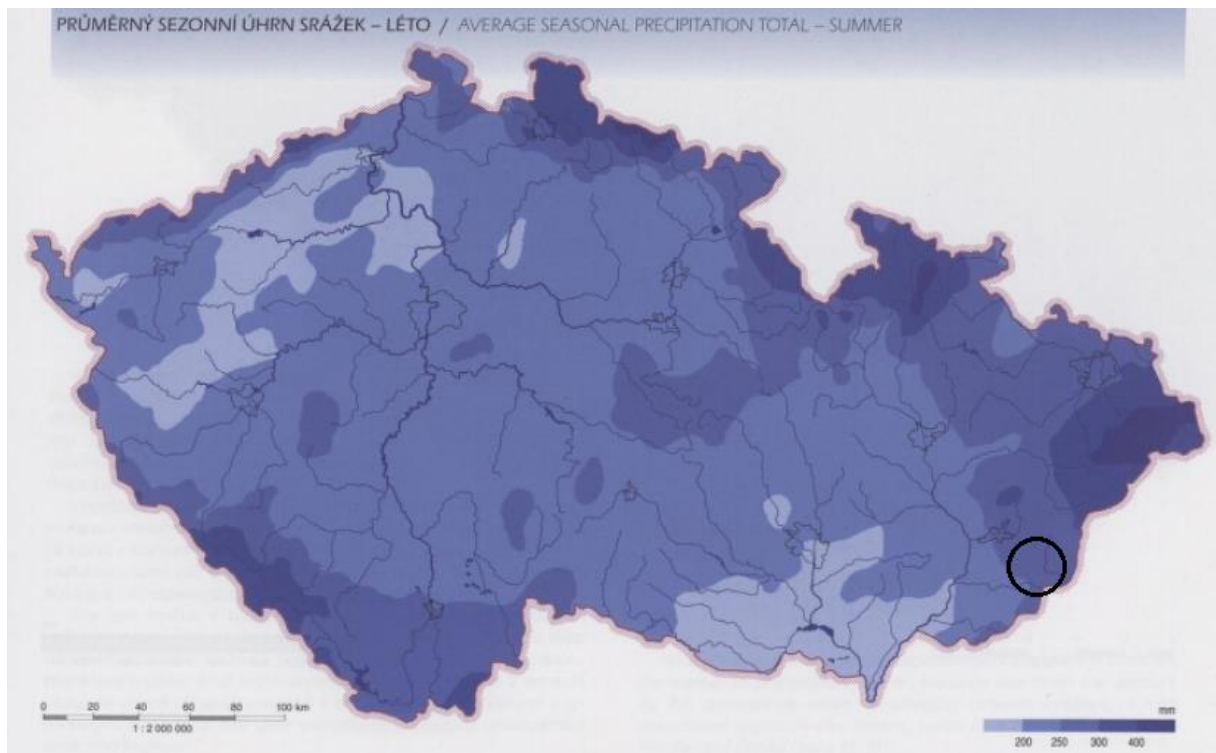 PRŮMĚRNÝ SEZONNÍ ÚHRN SRÁŽEK – LÉTO / AVERAGE SEASONAL PRECIPITATION TOTAL – SUMMER
0 10 20 40 60 80 100 km
1 : 2 000 000
mm
200 250 300 400